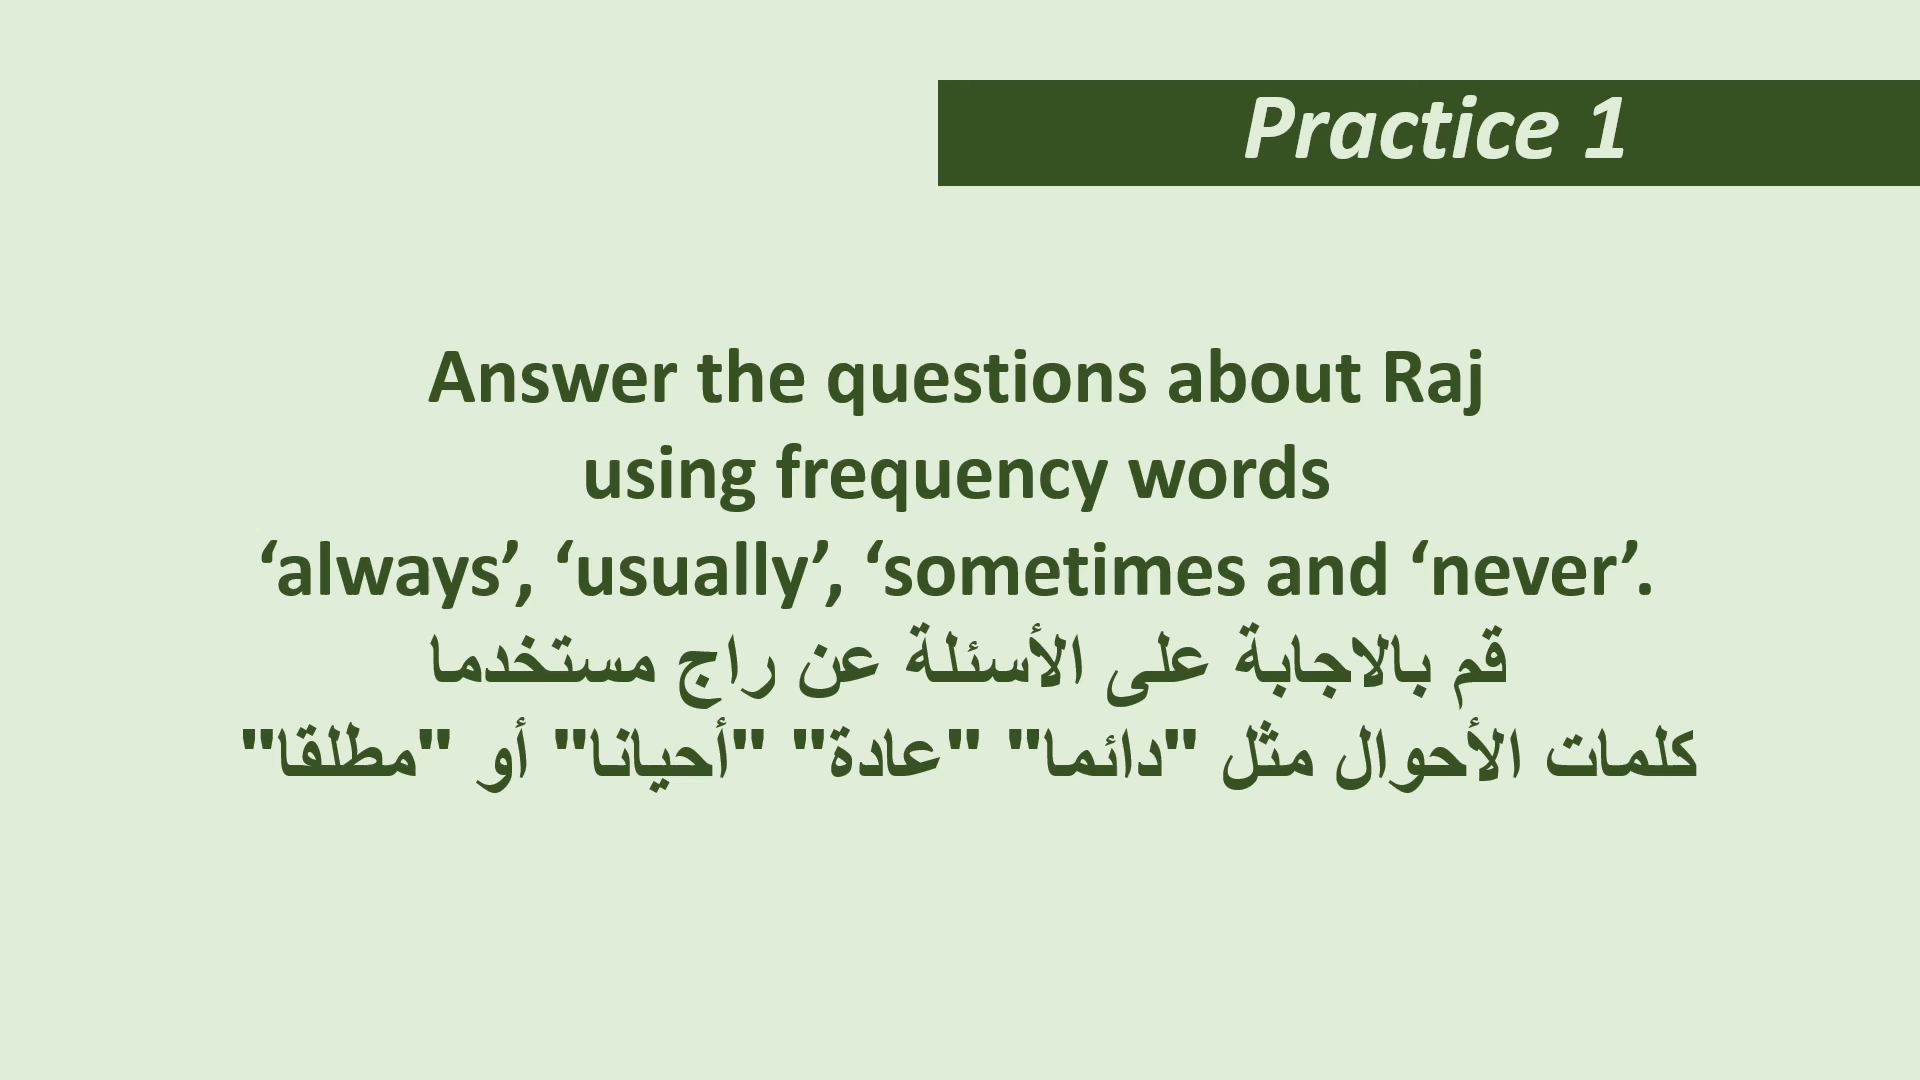 Practice 1
Answer the questions about Raj
using frequency words
‘always’, ‘usually’, ‘sometimes and ‘never’.
قم بالاجابة على الأسئلة عن راج مستخدما
كلمات الأحوال مثل "دائما" "عادة" "أحيانا" أو "مطلقا"